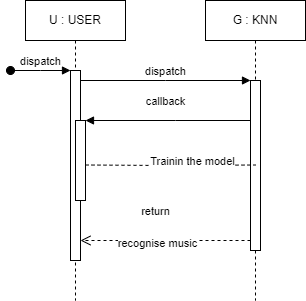 U : USER
G : KNN
dispatch
dispatch
callback
Trainin the model
return
recognise music